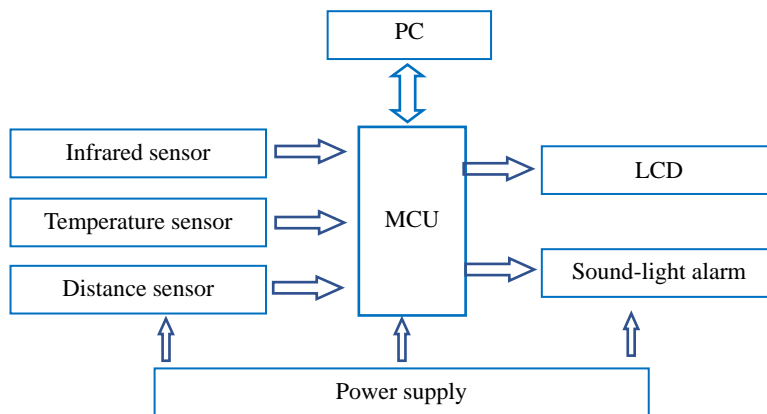 PC
Infrared sensor
LCD
Temperature sensor
MCU
Distance sensor
Sound-light alarm
Power supply